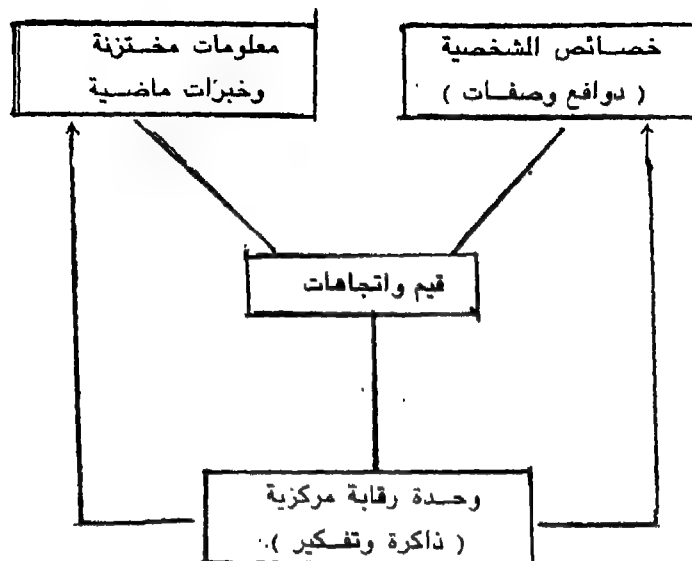 خصائص الشخصية
( دوافع وصفات )
معلومات مختزنة
وخبرات ماضية
قيم واتجاهات
وحدة رقابة مركزية
( ذاكرة وتفكير ).